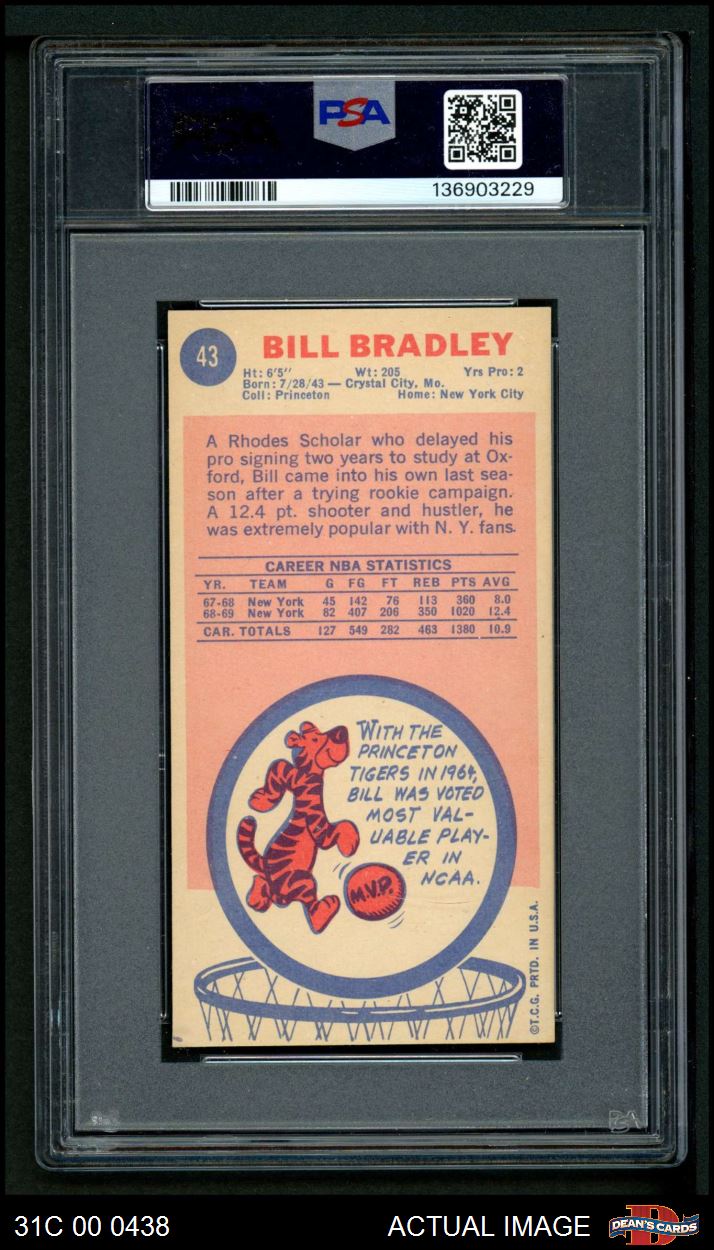 PSA
136903229
43
BILL BRADLEY
Ht: 6'5" Wt: 205 Yrs Pro: 2
Born: 7/28/43 — Crystal City, Mo.
Coll: Princeton Home: New York City
A Rhodes Scholar who delayed his
pro signing two years to study at Ox-
ford, Bill came into his own last sea-
son after a trying rookie campaign.
A 12.4 pt. shooter and hustler, he
was extremely popular with N. Y. fans.
CAREER NBA STATISTICS
YR. TEAM G FG FT REB PTS AVG
67-68 New York 45 142 76 113 360 8.0
68-69 New York 82 407 206 350 1020 12.4
CAR. TOTALS 127 549 282 463 1380 10.9
WITH THE
PRINCETON
TIGERS IN 1964,
BILL WAS VOTED
MOST VAL-
UABLE PLAY-
ER IN
NCAA.
M.V.P.
©T.C.G. PRTD. IN U.S.A.
PSA
31C 00 0438
ACTUAL IMAGE
D
DEAN'S CARDS